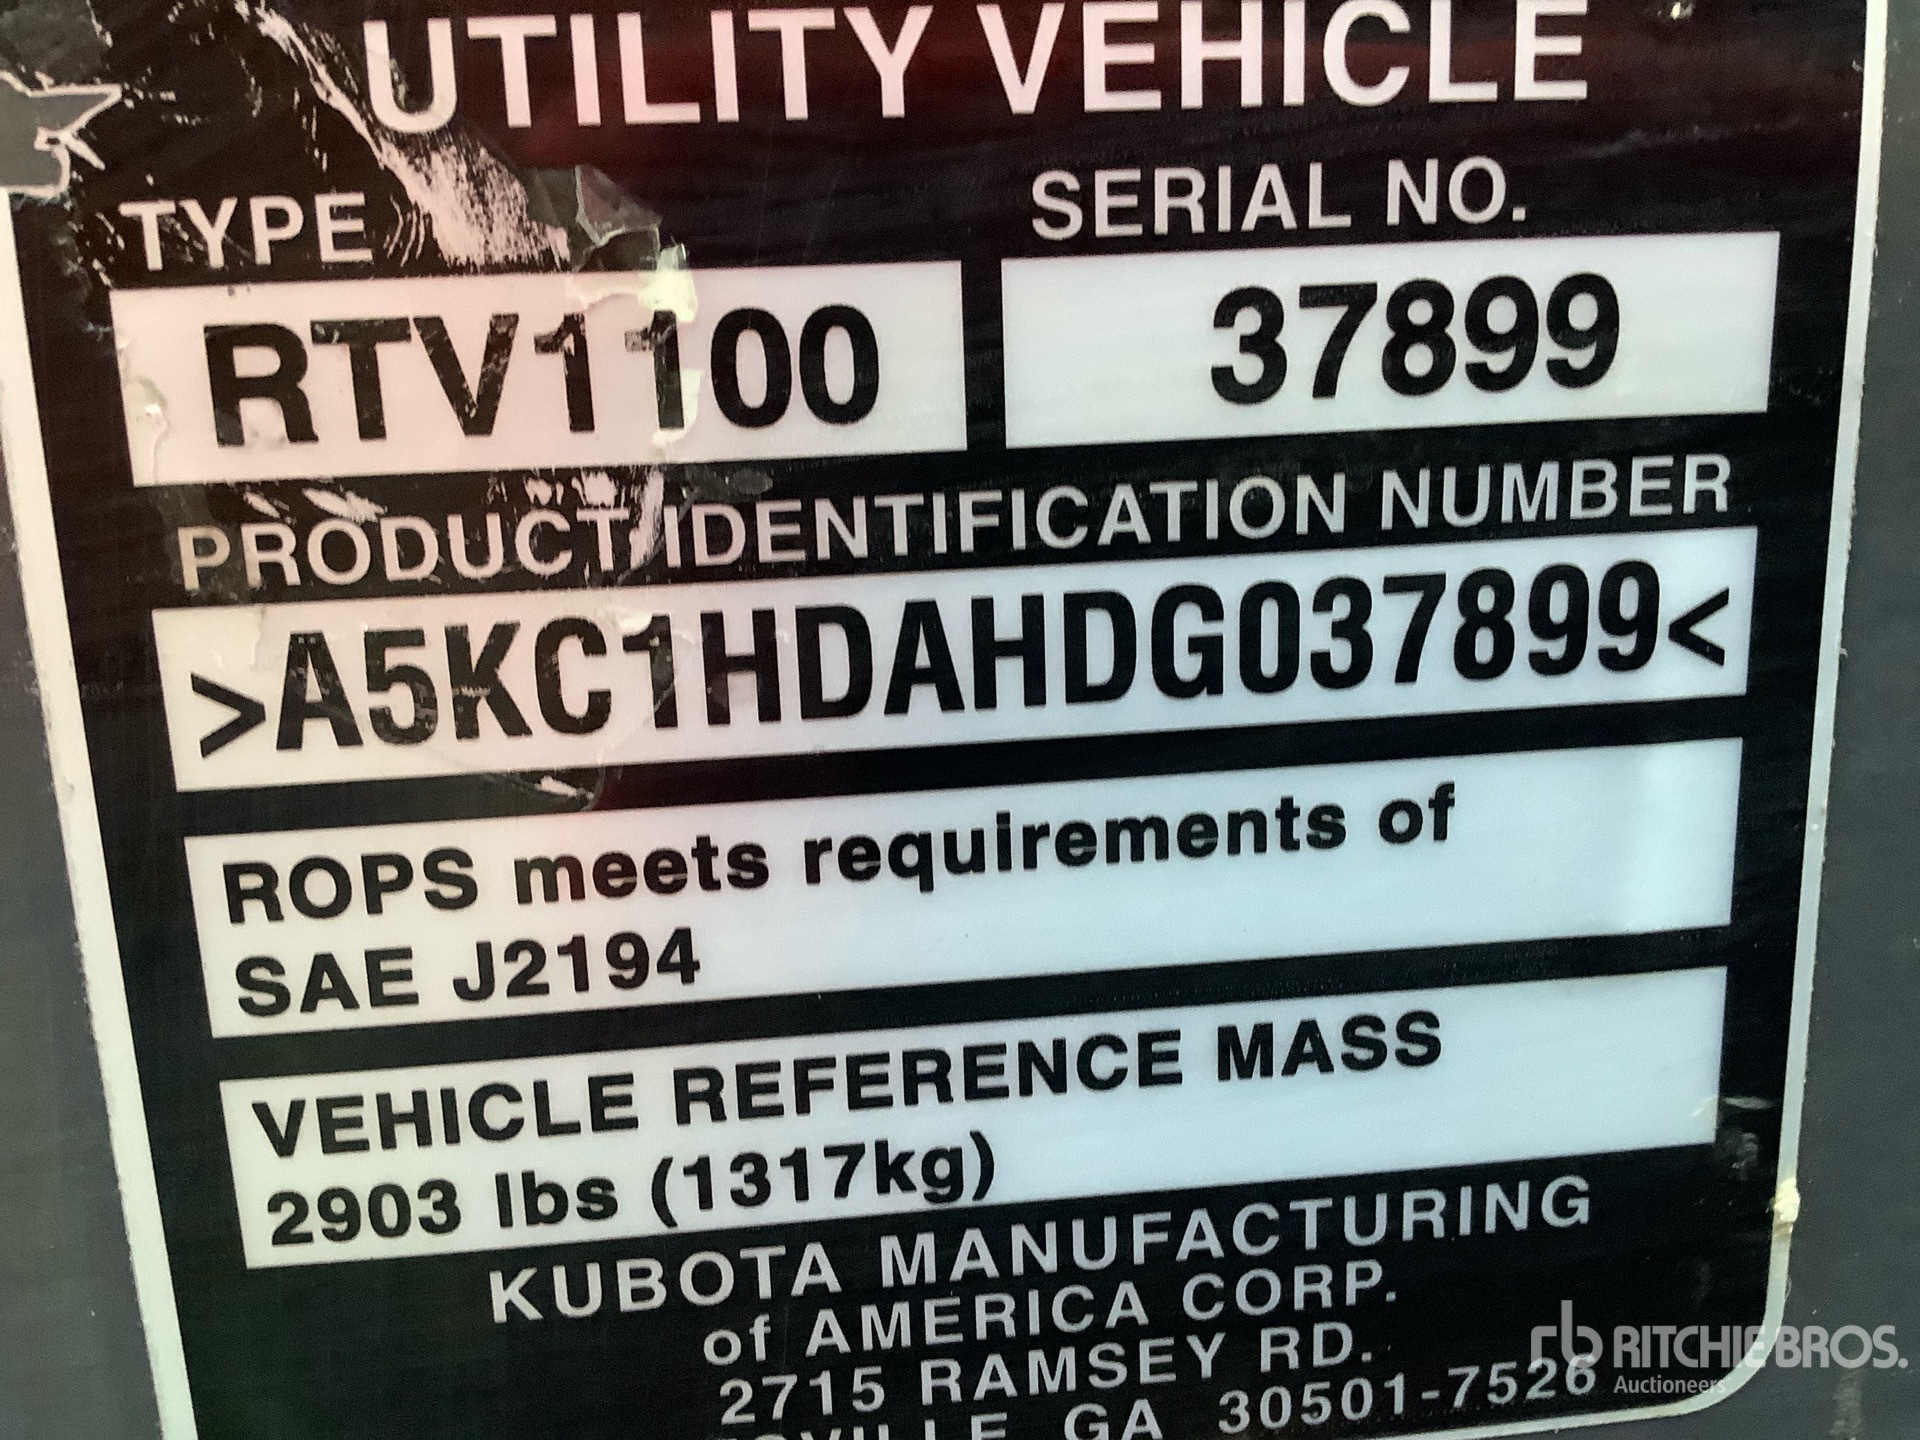 UTILITY VEHICLE
TYPE SERIAL NO.
RTV1100 37899
PRODUCT IDENTIFICATION NUMBER
>A5KC1HDAHDG037899<
ROPS meets requirements of
SAE J2194
VEHICLE REFERENCE MASS
2903 lbs (1317kg)
KUBOTA MANUFACTURING
of AMERICA CORP.
2715 RAMSEY RD.
GA 30501-7526
rb RITCHIE BROS.
Auctioneers